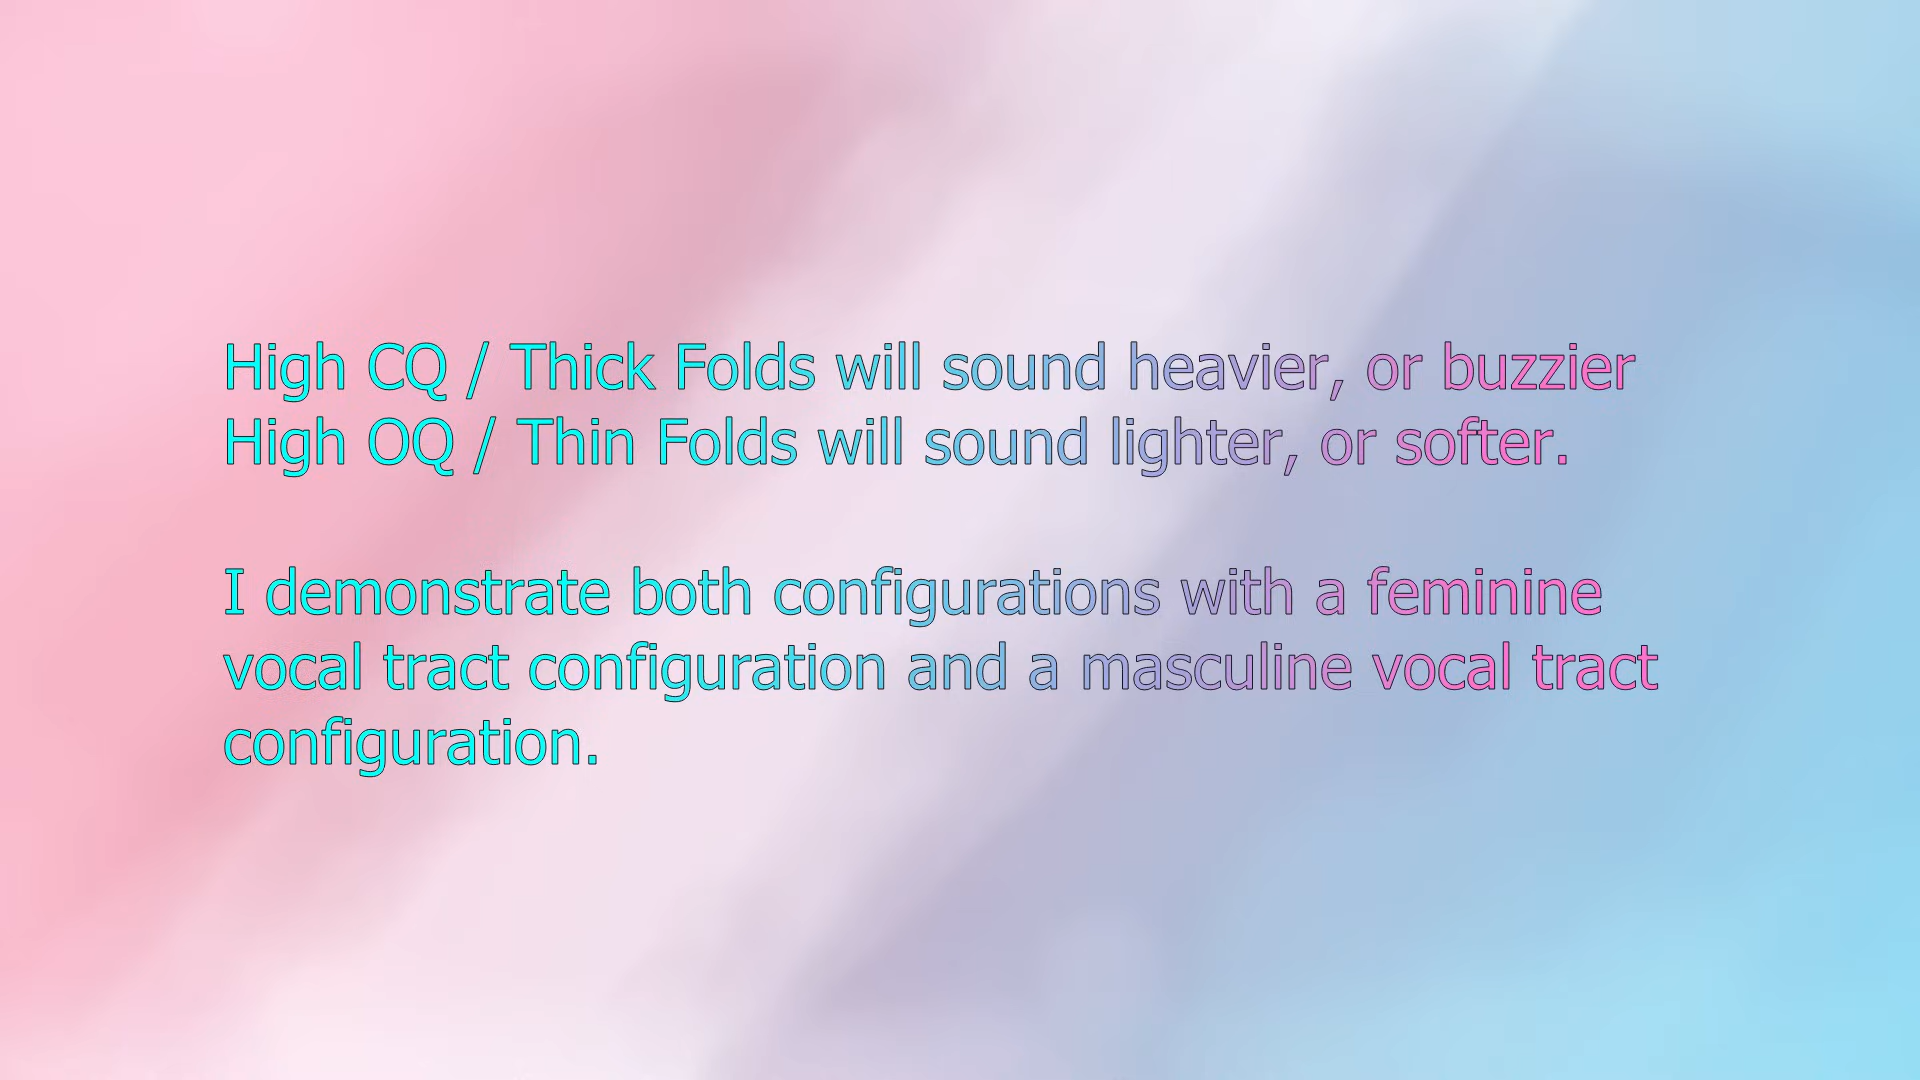 High CQ / Thick Folds will sound heavier, or buzzier
High OQ / Thin Folds will sound lighter, or softer.
I demonstrate both configurations with a feminine
vocal tract configuration and a masculine vocal tract
configuration.